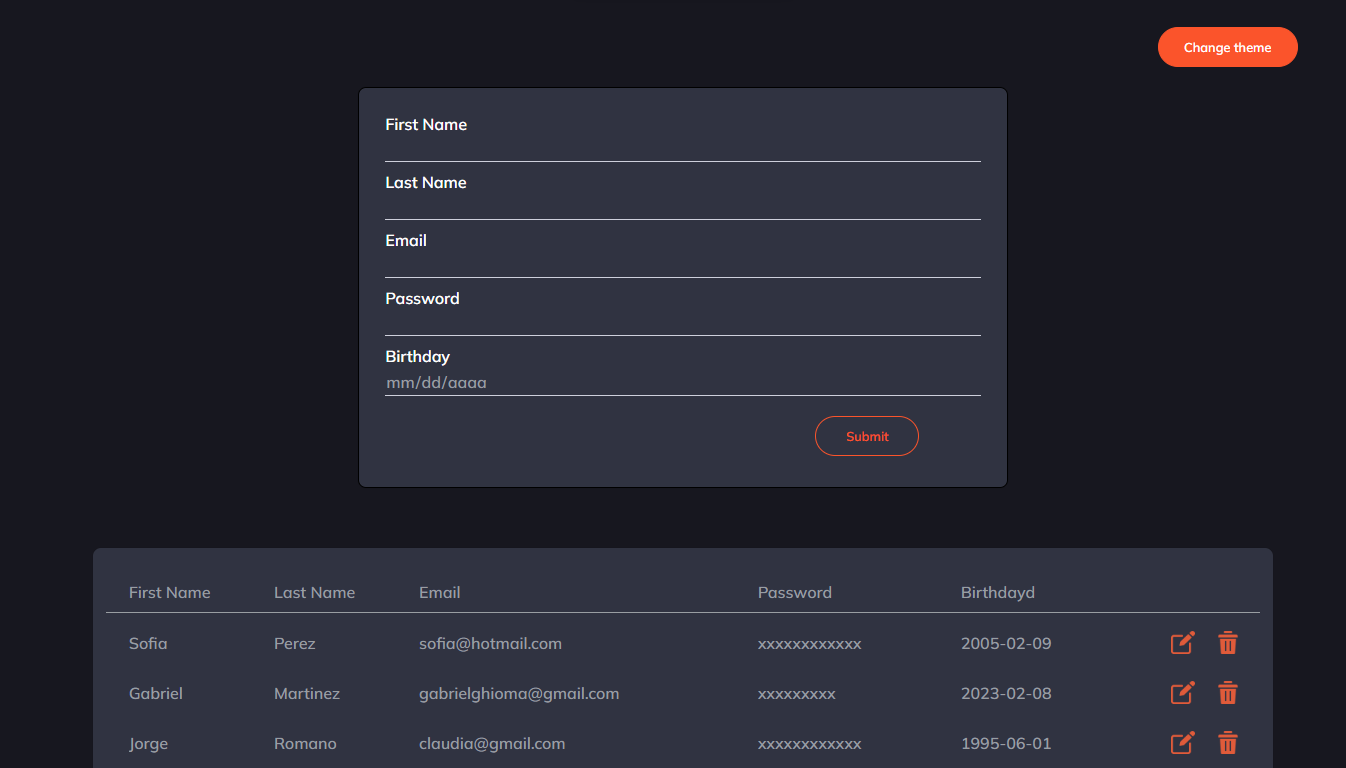 Change theme
First Name
Last Name
Email
Password
Birthday
mm/dd/aaaa
Submit
First Name Last Name Email Password Birthdayd
Sofia Perez sofia@hotmail.com xxxxxxxxxxxx 2005-02-09
Gabriel Martinez gabrielghioma@gmail.com xxxxxxxxx 2023-02-08
Jorge Romano claudia@gmail.com xxxxxxxxxxxx 1995-06-01